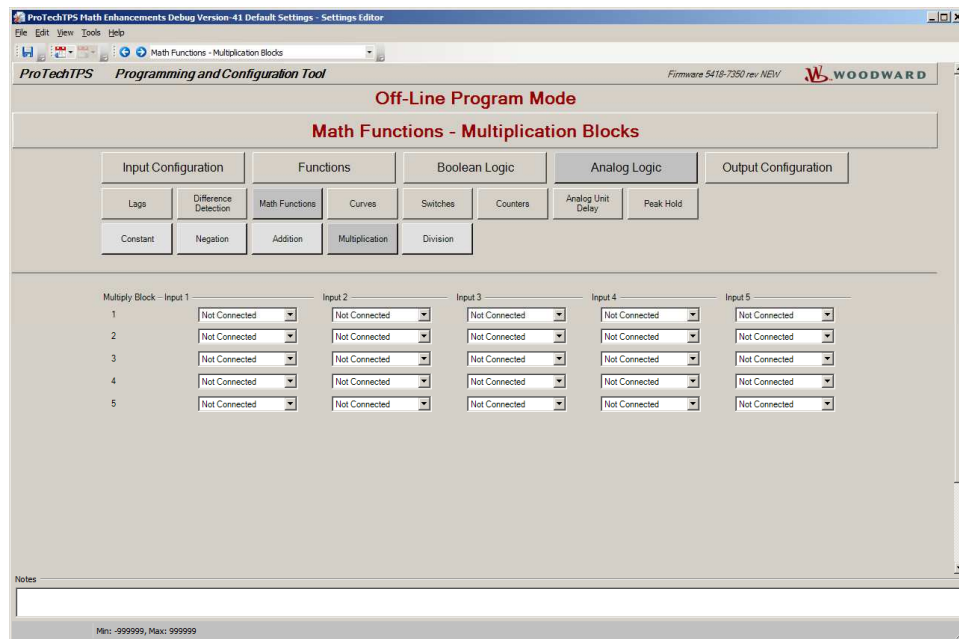 ProTechTPS Math Enhancements Debug Version-41 Default Settings - Settings Editor
File Edit View Tools Help
Math Functions - Multiplication Blocks
ProTechTPS Programming and Configuration Tool Firmware 5418-7350 rev NEW WOODWARD
Off-Line Program Mode
Math Functions - Multiplication Blocks
Input Configuration Functions Boolean Logic Analog Logic Output Configuration
Lags Difference Detection Math Functions Curves Switches Counters Analog Unit Delay Peak Hold
Constant Negation Addition Multiplication Division
Multiply Block Input 1 Input 2 Input 3 Input 4 Input 5
1 Not Connected Not Connected Not Connected Not Connected Not Connected
2 Not Connected Not Connected Not Connected Not Connected Not Connected
3 Not Connected Not Connected Not Connected Not Connected Not Connected
4 Not Connected Not Connected Not Connected Not Connected Not Connected
5 Not Connected Not Connected Not Connected Not Connected Not Connected
Notes
Min: -999999, Max: 999999